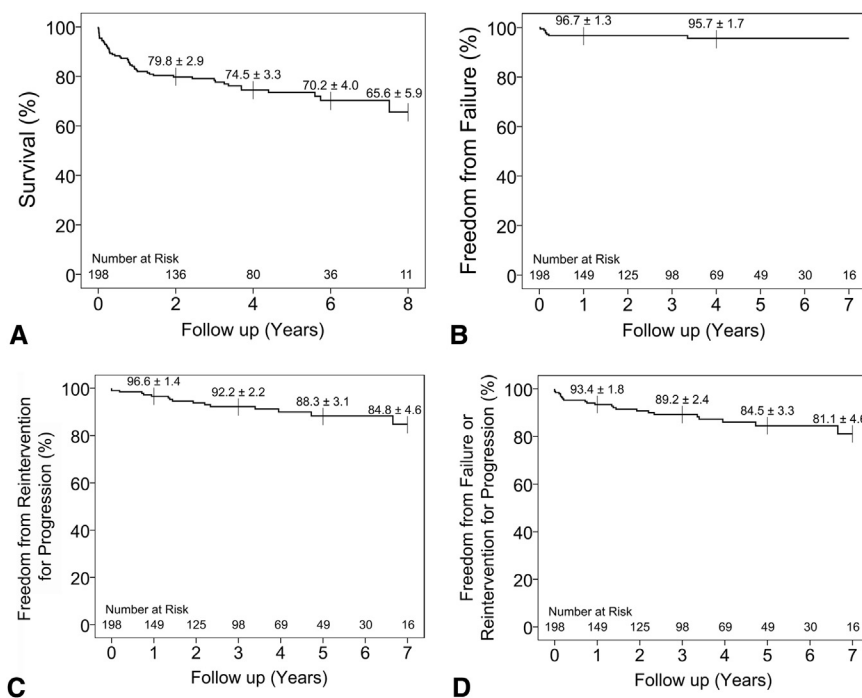 100
80
60
40
20
0
Survival (%)
79.8 ± 2.9
74.5 ± 3.3
70.2 ± 4.0
65.6 ± 5.9
Number at Risk
198 136 80 36 11
0 2 4 6 8
Follow up (Years)
A
100
80
60
40
20
0
Freedom from Failure (%)
96.7 ± 1.3
95.7 ± 1.7
Number at Risk
198 149 125 98 69 49 30 16
0 1 2 3 4 5 6 7
Follow up (Years)
B
100
80
60
40
20
0
Freedom from Reintervention
for Progression (%)
96.6 ± 1.4
92.2 ± 2.2
88.3 ± 3.1
84.8 ± 4.6
Number at Risk
198 149 125 98 69 49 30 16
0 1 2 3 4 5 6 7
Follow up (Years)
C
100
80
60
40
20
0
Freedom from Failure or
Reintervention for Progression (%)
93.4 ± 1.8
89.2 ± 2.4
84.5 ± 3.3
81.1 ± 4.6
Number at Risk
198 149 125 98 69 49 30 16
0 1 2 3 4 5 6 7
Follow up (Years)
D